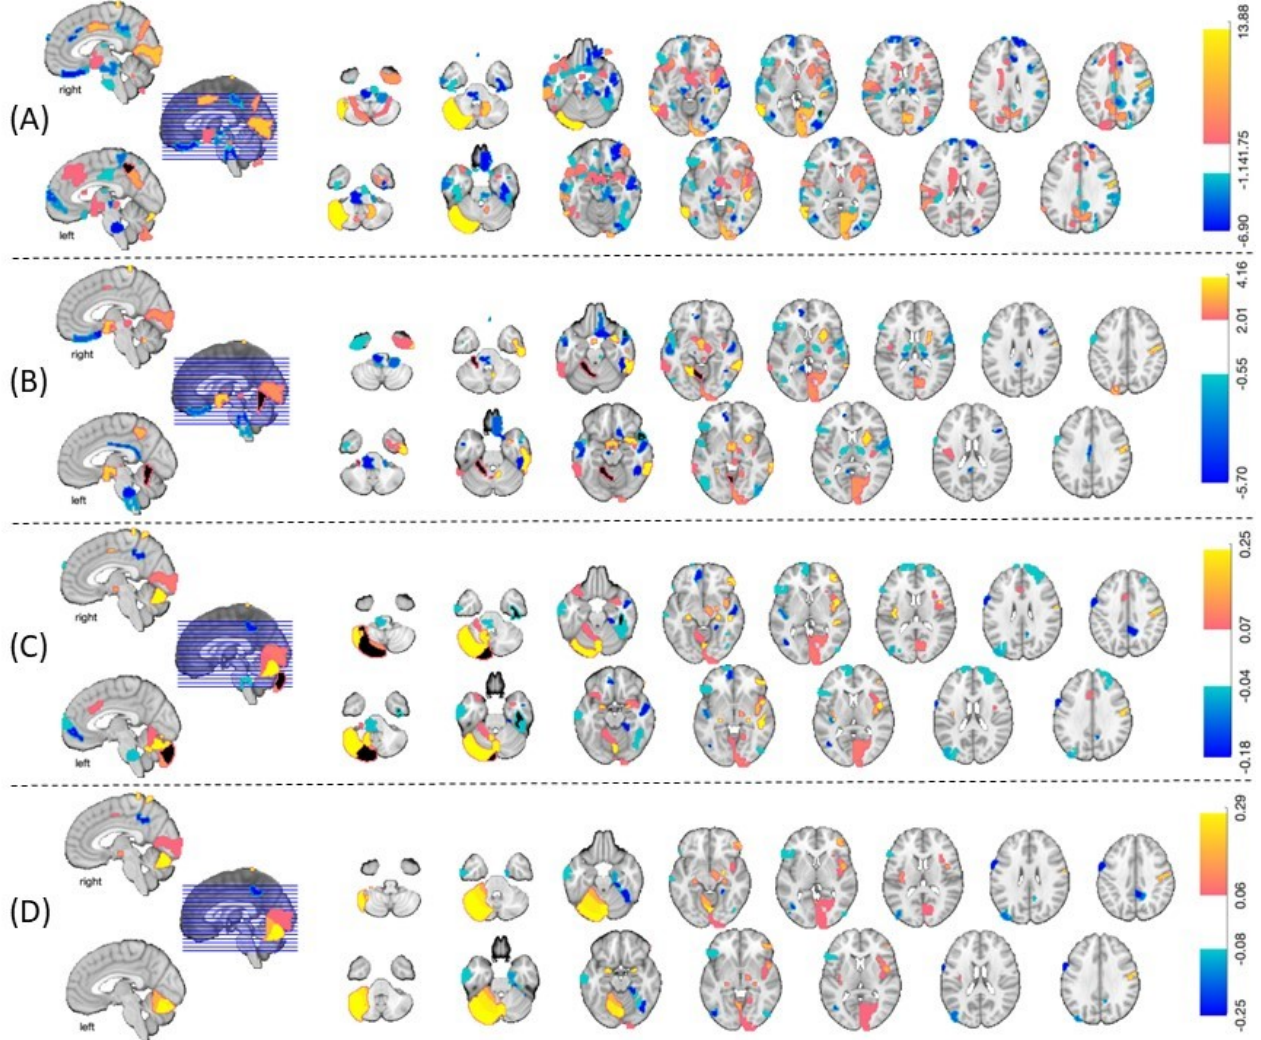 (A)
right
left
13.88
-1.141.75
-6.90
(B)
right
left
4.16
2.01
-0.55
-5.70
(C)
right
left
0.25
0.07
-0.04
-0.18
(D)
right
left
0.29
0.06
-0.08
-0.25